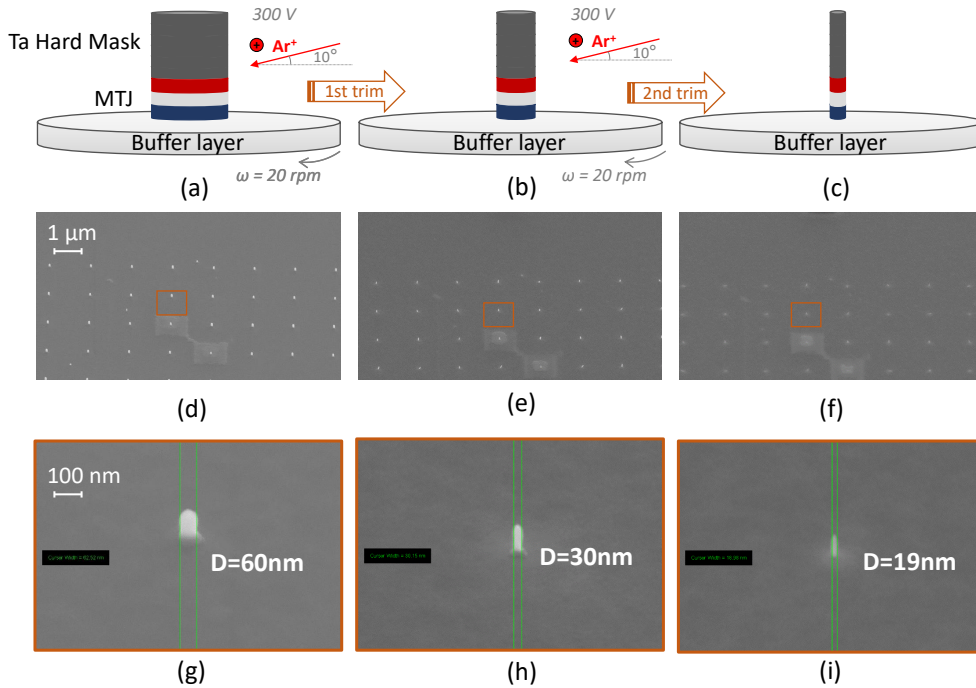 300 V
300 V
Ta Hard Mask
Ar⁺
10°
Ar⁺
10°
MTJ
1st trim
2nd trim
Buffer layer
Buffer layer
Buffer layer
ω = 20 rpm
ω = 20 rpm
(a)
(b)
(c)
1 μm
(d)
(e)
(f)
100 nm
D=60nm
D=30nm
D=19nm
(g)
(h)
(i)